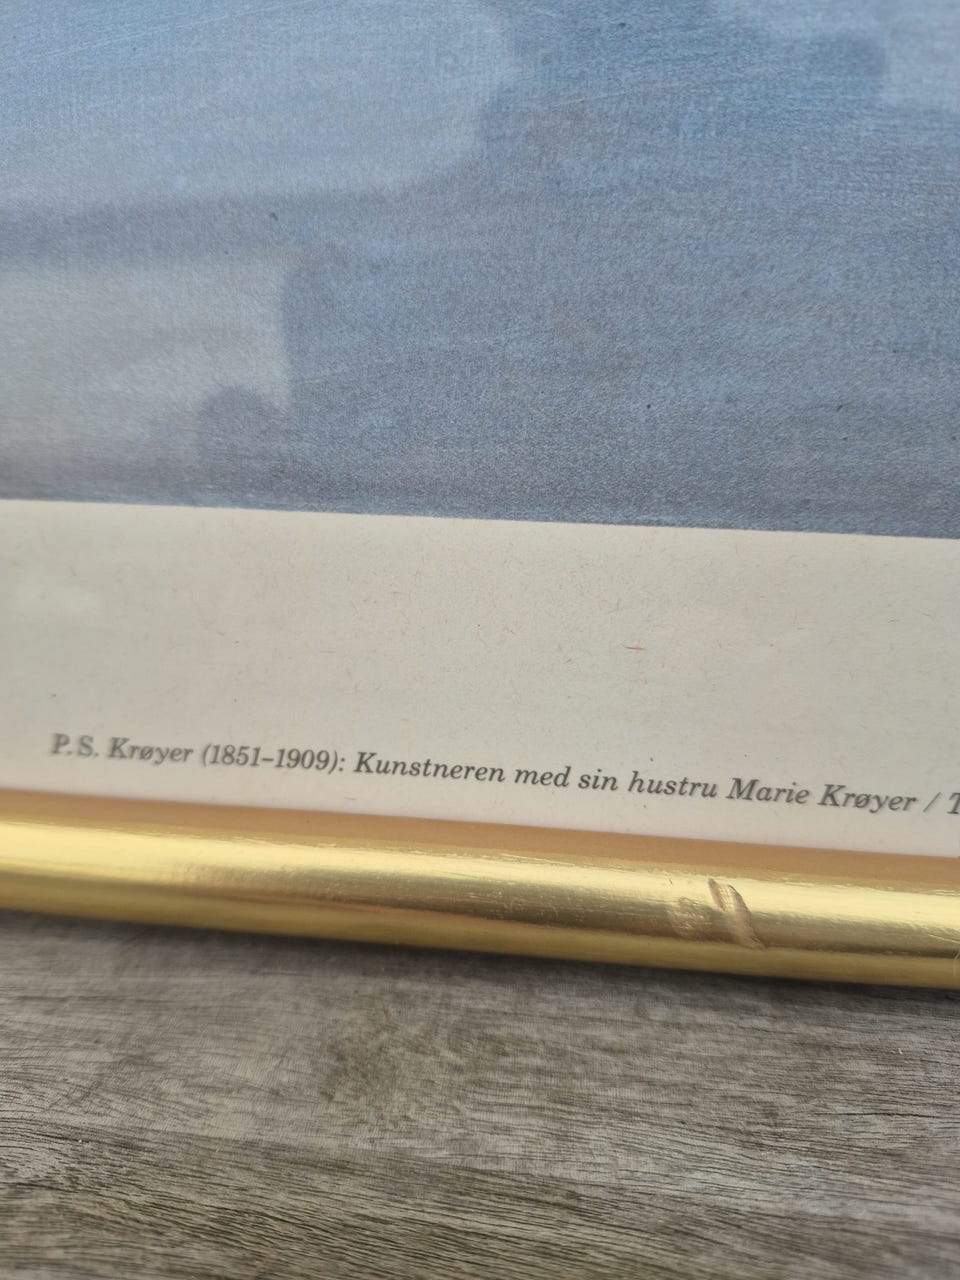 P.S. Krøyer (1851–1909): Kunstneren med sin hustru Marie Krøyer /